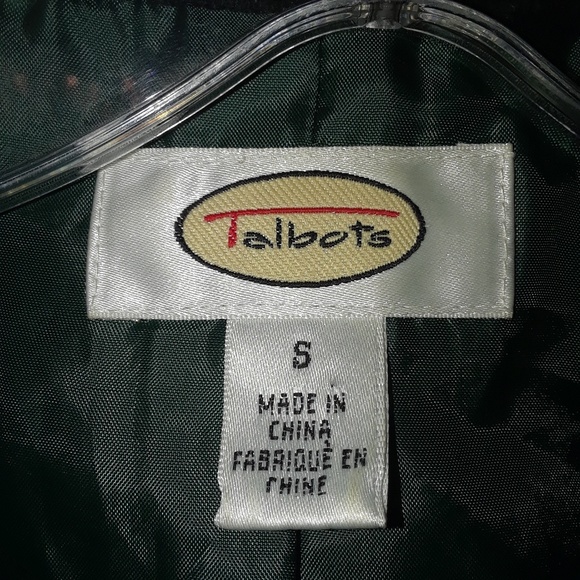 Talbots
S
MADE IN
CHINA
FABRIQUÉ EN
CHINE